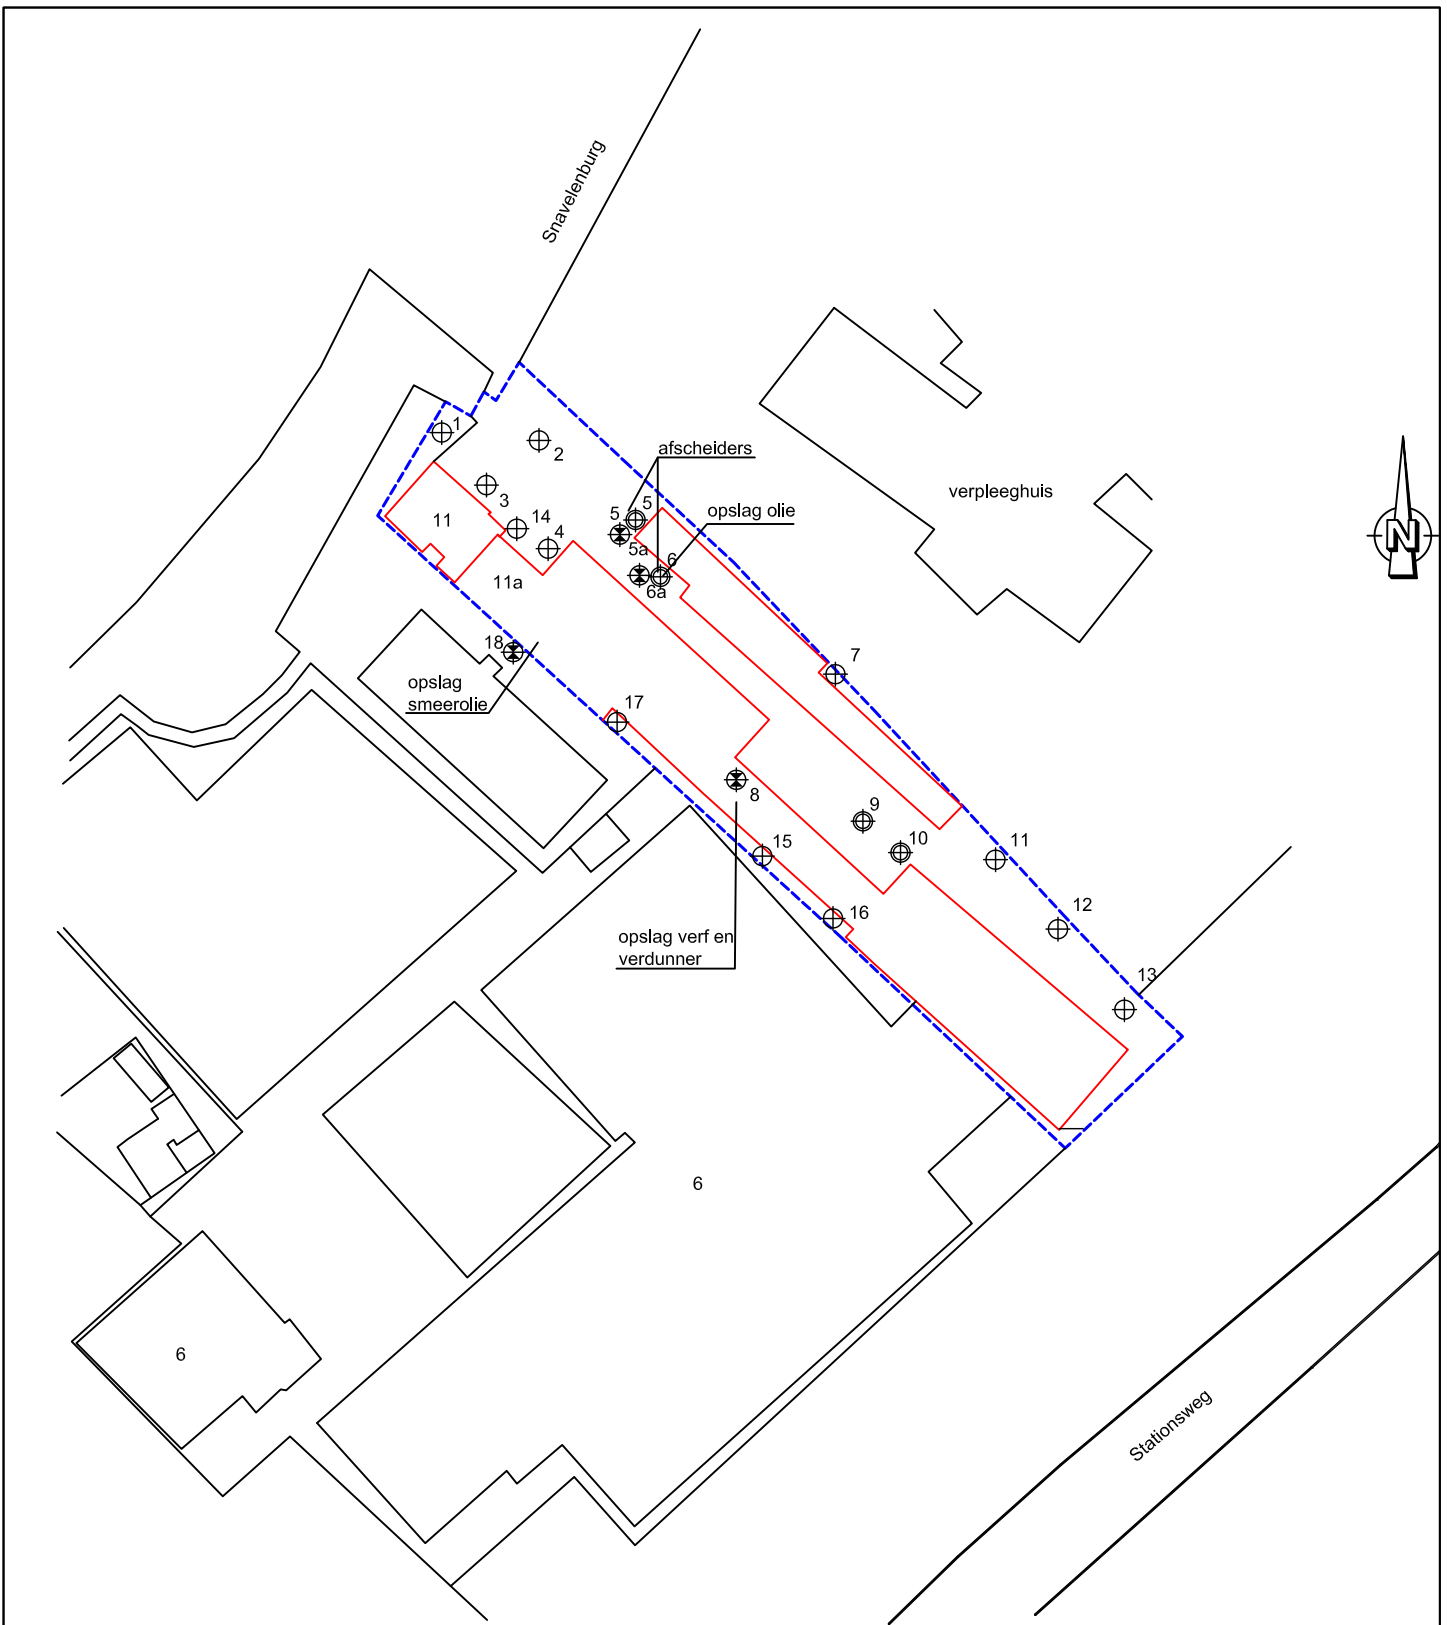 Snavelenburg
1
2
afscheiders
verpleeghuis
3
11
14
4
5
5
opslag olie
5a
6
6a
11a
N
18
opslag
smeerolie
7
17
8
9
10
11
15
16
12
opslag verf en
verdunner
13
6
6
Stationsweg